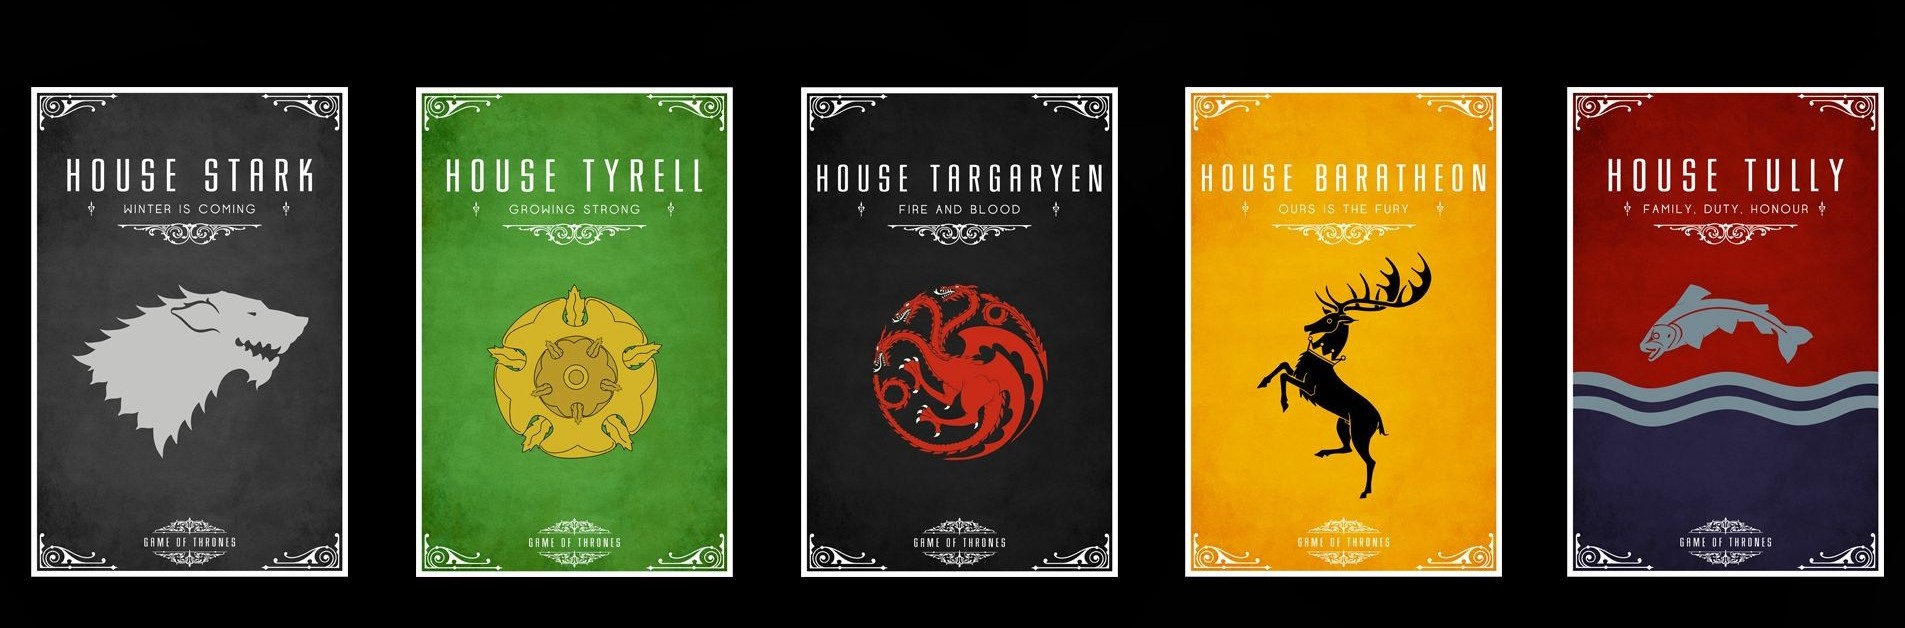 HOUSE STARK
WINTER IS COMING
GAME OF THRONES
HOUSE TYRELL
GROWING STRONG
GAME OF THRONES
HOUSE TARGARYEN
FIRE AND BLOOD
GAME OF THRONES
HOUSE BARATHEON
OURS IS THE FURY
GAME OF THRONES
HOUSE TULLY
FAMILY, DUTY, HONOUR
GAME OF THRONES